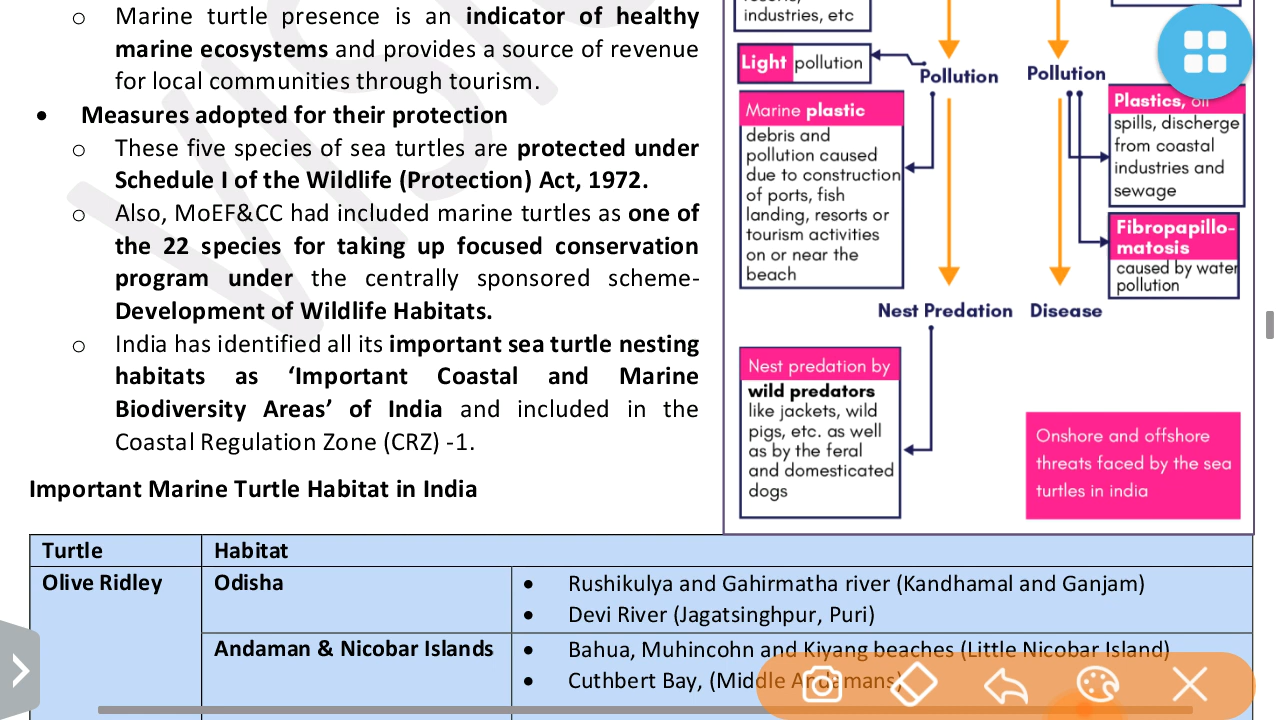 o Marine turtle presence is an indicator of healthy
marine ecosystems and provides a source of revenue
for local communities through tourism.
• Measures adopted for their protection
o These five species of sea turtles are protected under
Schedule I of the Wildlife (Protection) Act, 1972.
o Also, MoEF&CC had included marine turtles as one of
the 22 species for taking up focused conservation
program under the centrally sponsored scheme-
Development of Wildlife Habitats.
o India has identified all its important sea turtle nesting
habitats as ‘Important Coastal and Marine
Biodiversity Areas’ of India and included in the
Coastal Regulation Zone (CRZ) -1.
industries, etc
Light pollution
Pollution
Marine plastic
debris and
pollution caused
due to construction
of ports, fish
landing, resorts or
tourism activities
on or near the
beach
Pollution
Plastics, oil
spills, discharge
from coastal
industries and
sewage
Fibropapillo-
matosis
caused by water
pollution
Nest Predation
Disease
Nest predation by
wild predators
like jackets, wild
pigs, etc. as well
as by the feral
and domesticated
dogs
Onshore and offshore
threats faced by the sea
turtles in india
Important Marine Turtle Habitat in India
Turtle Habitat
Olive Ridley Odisha • Rushikulya and Gahirmatha river (Kandhamal and Ganjam)
• Devi River (Jagatsinghpur, Puri)
Andaman & Nicobar Islands • Bahua, Muhincohn and Kiyang beaches (Little Nicobar Island)
• Cuthbert Bay, (Middle Andamans)